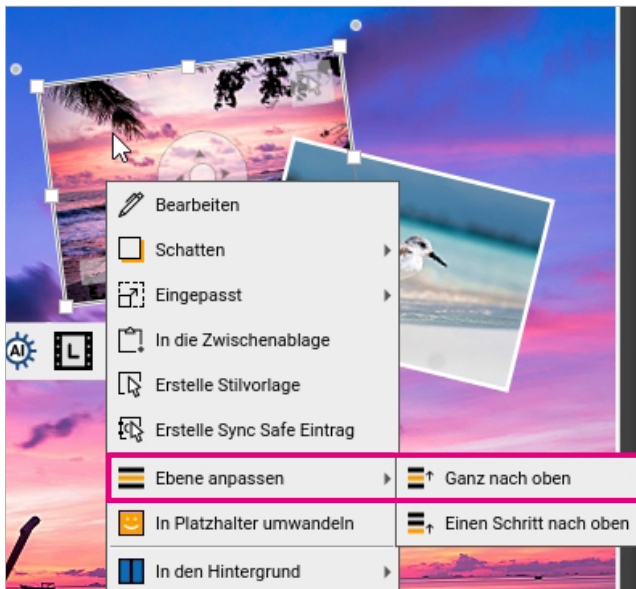 Bearbeiten
Schatten
Eingepasst
In die Zwischenablage
AI L
Erstelle Stilvorlage
Erstelle Sync Safe Eintrag
Ebene anpassen
Ganz nach oben
In Platzhalter umwandeln
Einen Schritt nach oben
In den Hintergrund